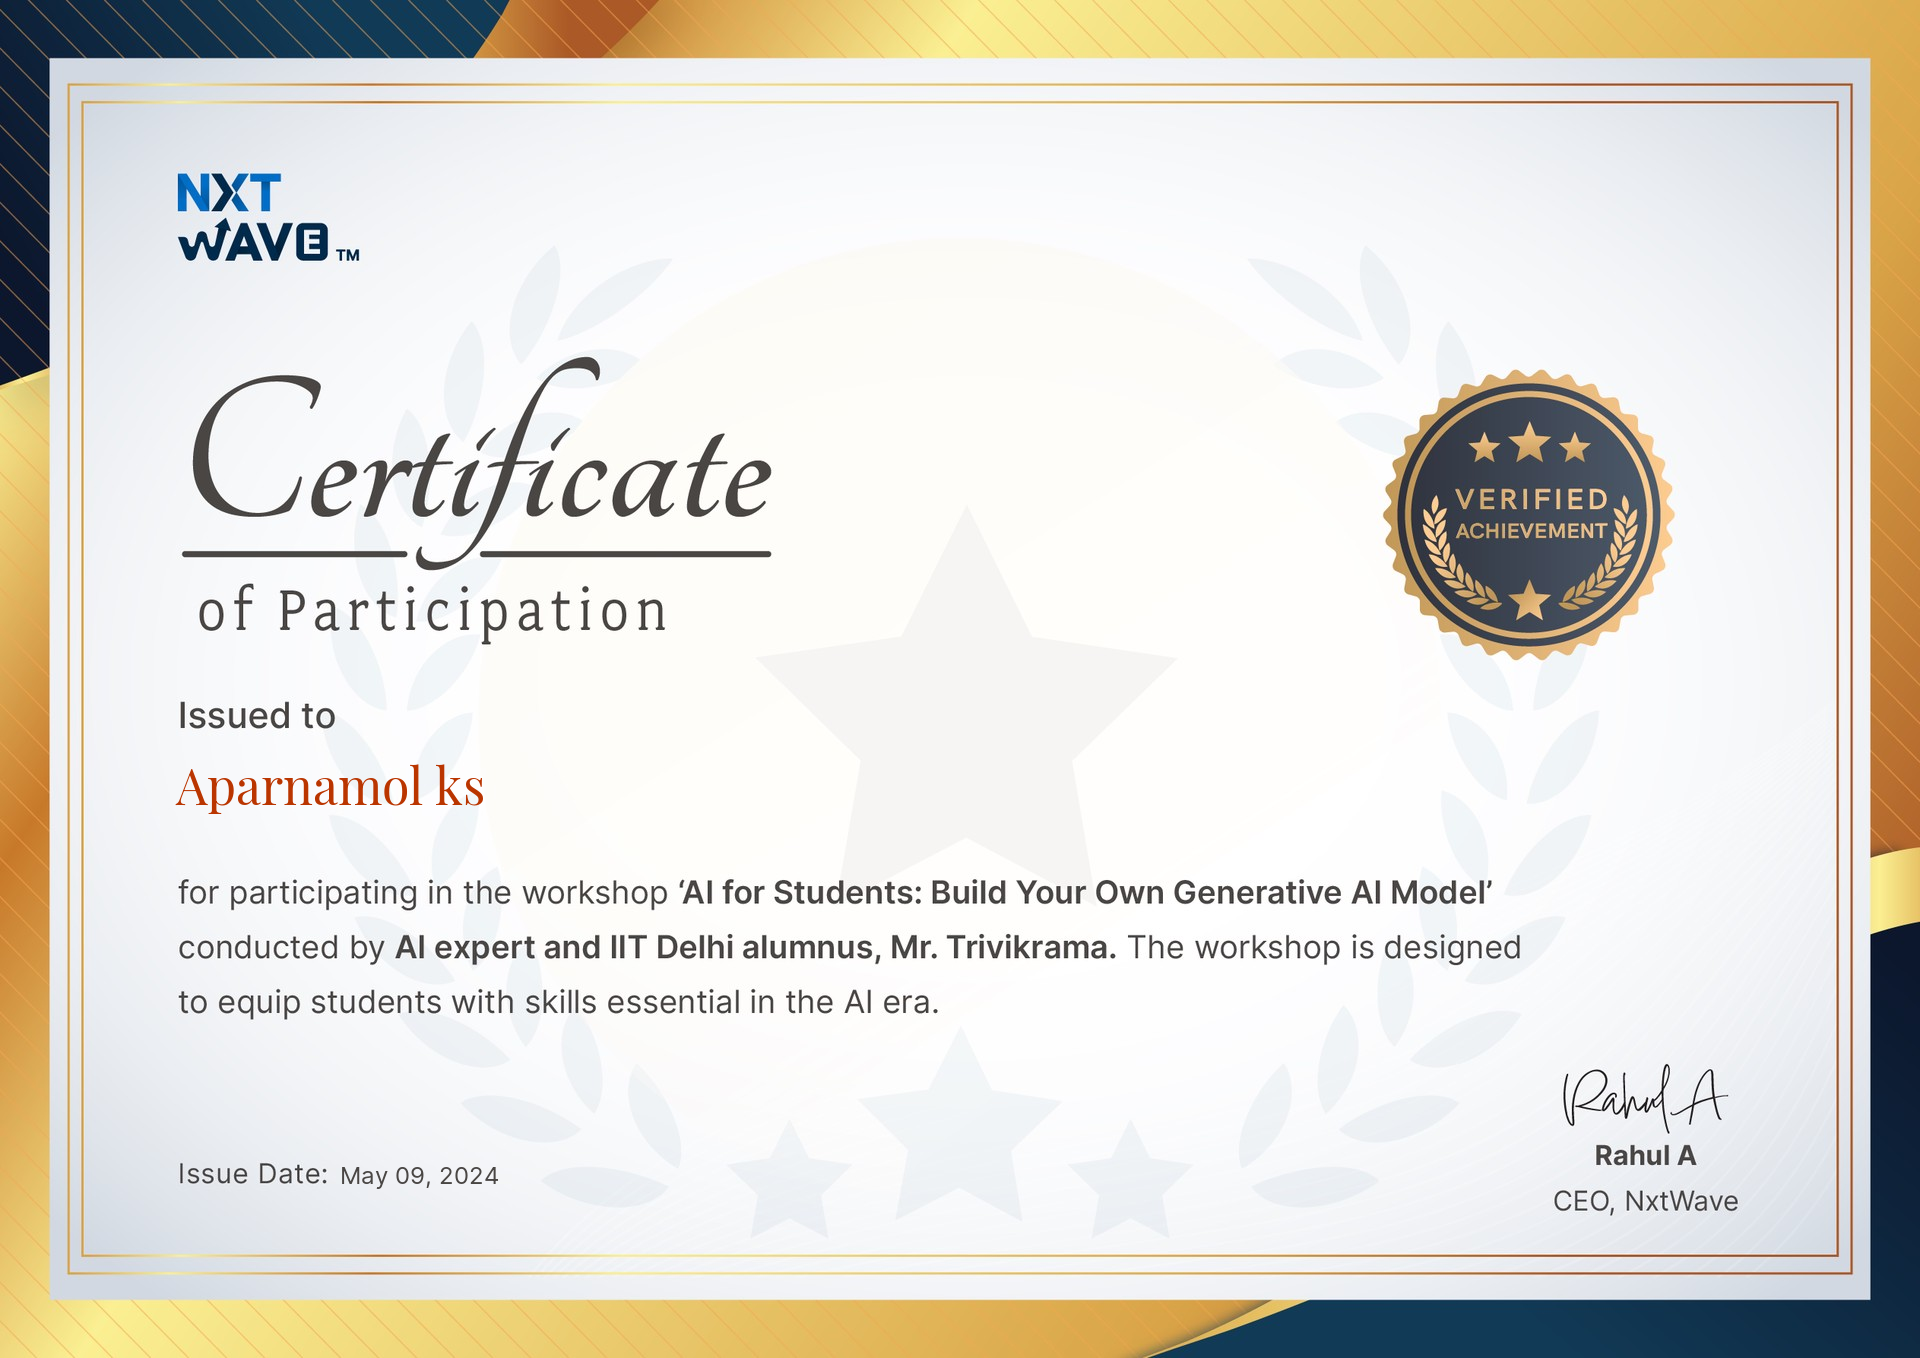 NXT
WAVE TM
Certificate
of Participation
VERIFIED
ACHIEVEMENT
Issued to
Aparnamol ks
for participating in the workshop ‘AI for Students: Build Your Own Generative AI Model’
conducted by AI expert and IIT Delhi alumnus, Mr. Trivikrama. The workshop is designed
to equip students with skills essential in the AI era.
Rahul A
Rahul A
CEO, NxtWave
Issue Date: May 09, 2024